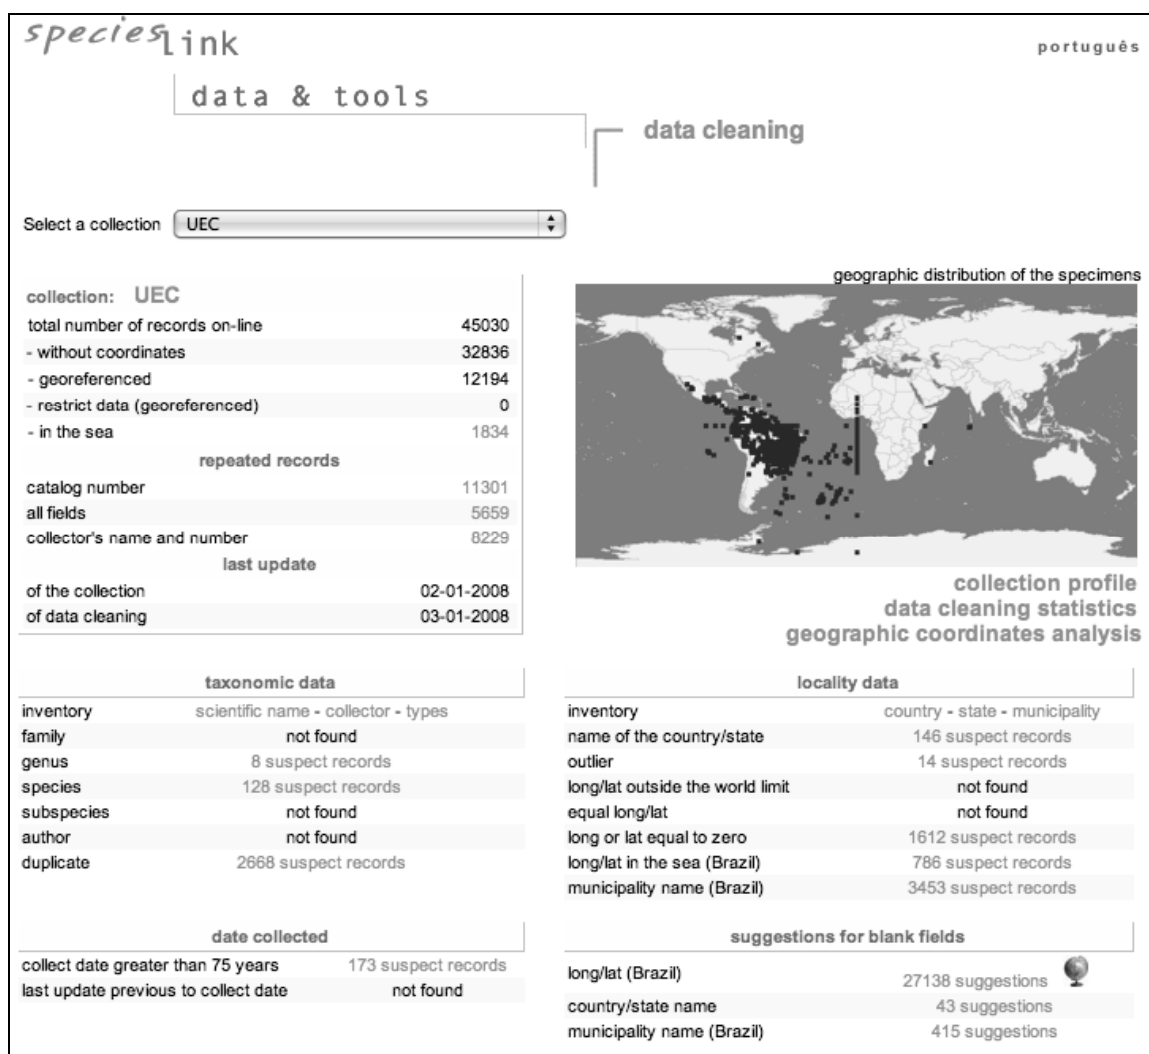 species link
português
data & tools
data cleaning
Select a collection UEC
geographic distribution of the specimens
collection: UEC
total number of records on-line 45030
- without coordinates 32836
- georeferenced 12194
- restrict data (georeferenced) 0
- in the sea 1834
repeated records
catalog number 11301
all fields 5659
collector's name and number 8229
last update
of the collection 02-01-2008
of data cleaning 03-01-2008
collection profile
data cleaning statistics
geographic coordinates analysis
taxonomic data
inventory scientific name - collector - types
family not found
genus 8 suspect records
species 128 suspect records
subspecies not found
author not found
duplicate 2668 suspect records
locality data
inventory country - state - municipality
name of the country/state 146 suspect records
outlier 14 suspect records
long/lat outside the world limit not found
equal long/lat not found
long or lat equal to zero 1612 suspect records
long/lat in the sea (Brazil) 786 suspect records
municipality name (Brazil) 3453 suspect records
date collected
collect date greater than 75 years 173 suspect records
last update previous to collect date not found
suggestions for blank fields
long/lat (Brazil) 27138 suggestions
country/state name 43 suggestions
municipality name (Brazil) 415 suggestions